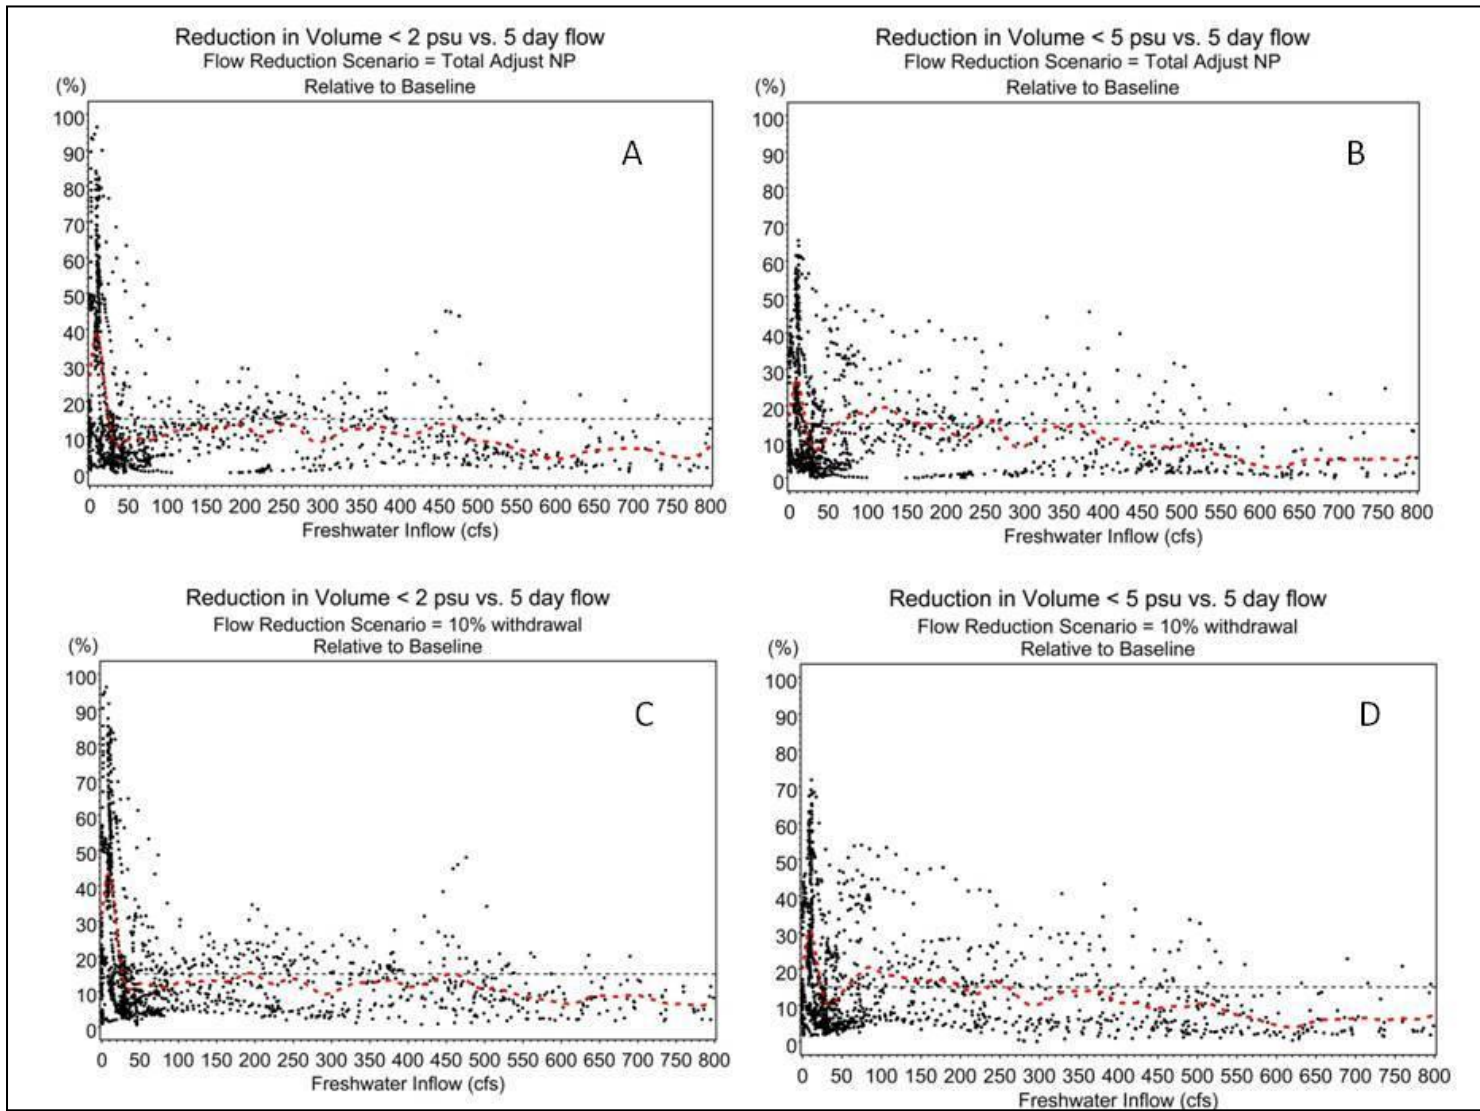 Reduction in Volume < 2 psu vs. 5 day flow
Flow Reduction Scenario = Total Adjust NP
(%) Relative to Baseline
A
100
90
80
70
60
50
40
30
20
10
0
0 50 100 150 200 250 300 350 400 450 500 550 600 650 700 750 800
Freshwater Inflow (cfs)
Reduction in Volume < 5 psu vs. 5 day flow
Flow Reduction Scenario = Total Adjust NP
(%) Relative to Baseline
B
100
90
80
70
60
50
40
30
20
10
0
0 50 100 150 200 250 300 350 400 450 500 550 600 650 700 750 800
Freshwater Inflow (cfs)
Reduction in Volume < 2 psu vs. 5 day flow
Flow Reduction Scenario = 10% withdrawal
(%) Relative to Baseline
C
100
90
80
70
60
50
40
30
20
10
0
0 50 100 150 200 250 300 350 400 450 500 550 600 650 700 750 800
Freshwater Inflow (cfs)
Reduction in Volume < 5 psu vs. 5 day flow
Flow Reduction Scenario = 10% withdrawal
(%) Relative to Baseline
D
100
90
80
70
60
50
40
30
20
10
0
0 50 100 150 200 250 300 350 400 450 500 550 600 650 700 750 800
Freshwater Inflow (cfs)